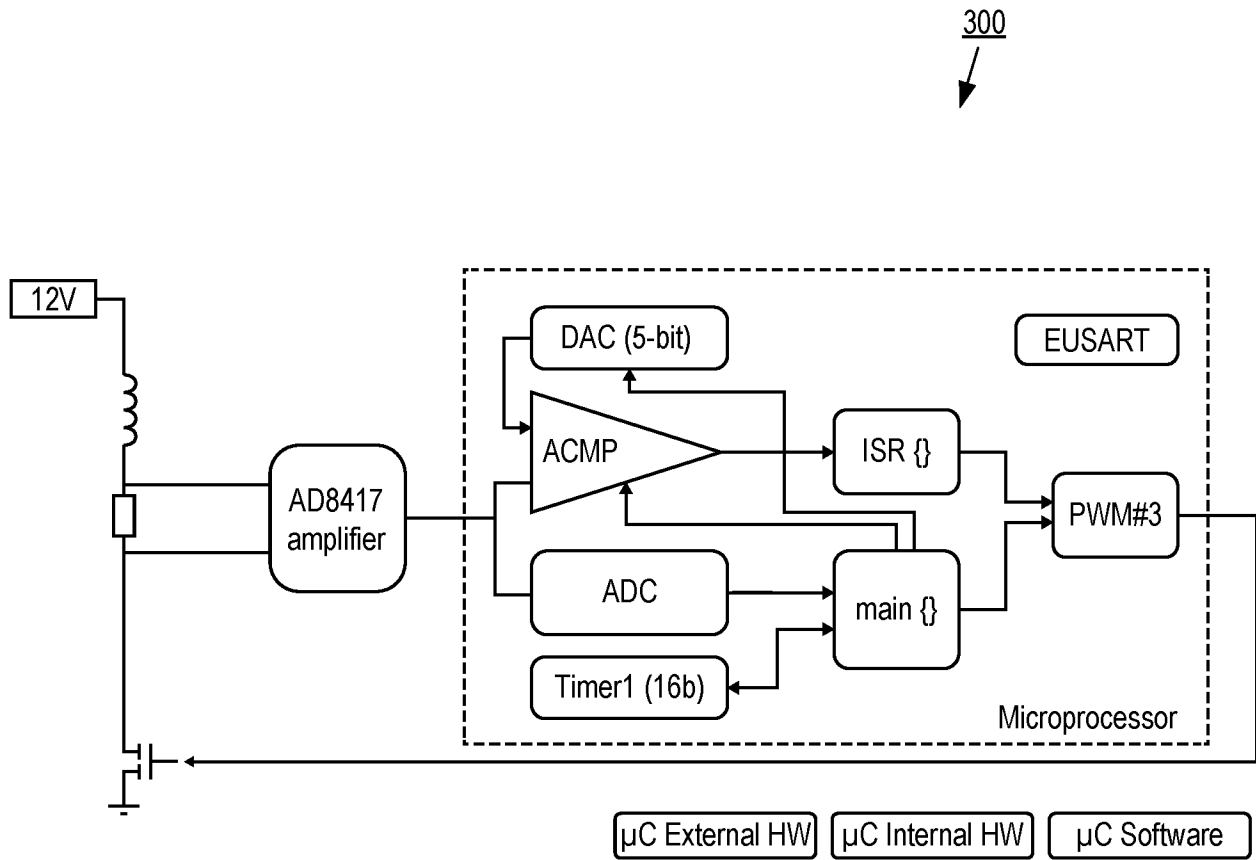 300
12V
DAC (5-bit)
EUSART
ACMP
ISR {}
AD8417
amplifier
PWM#3
ADC
main {}
Timer1 (16b)
Microprocessor
µC External HW
µC Internal HW
µC Software